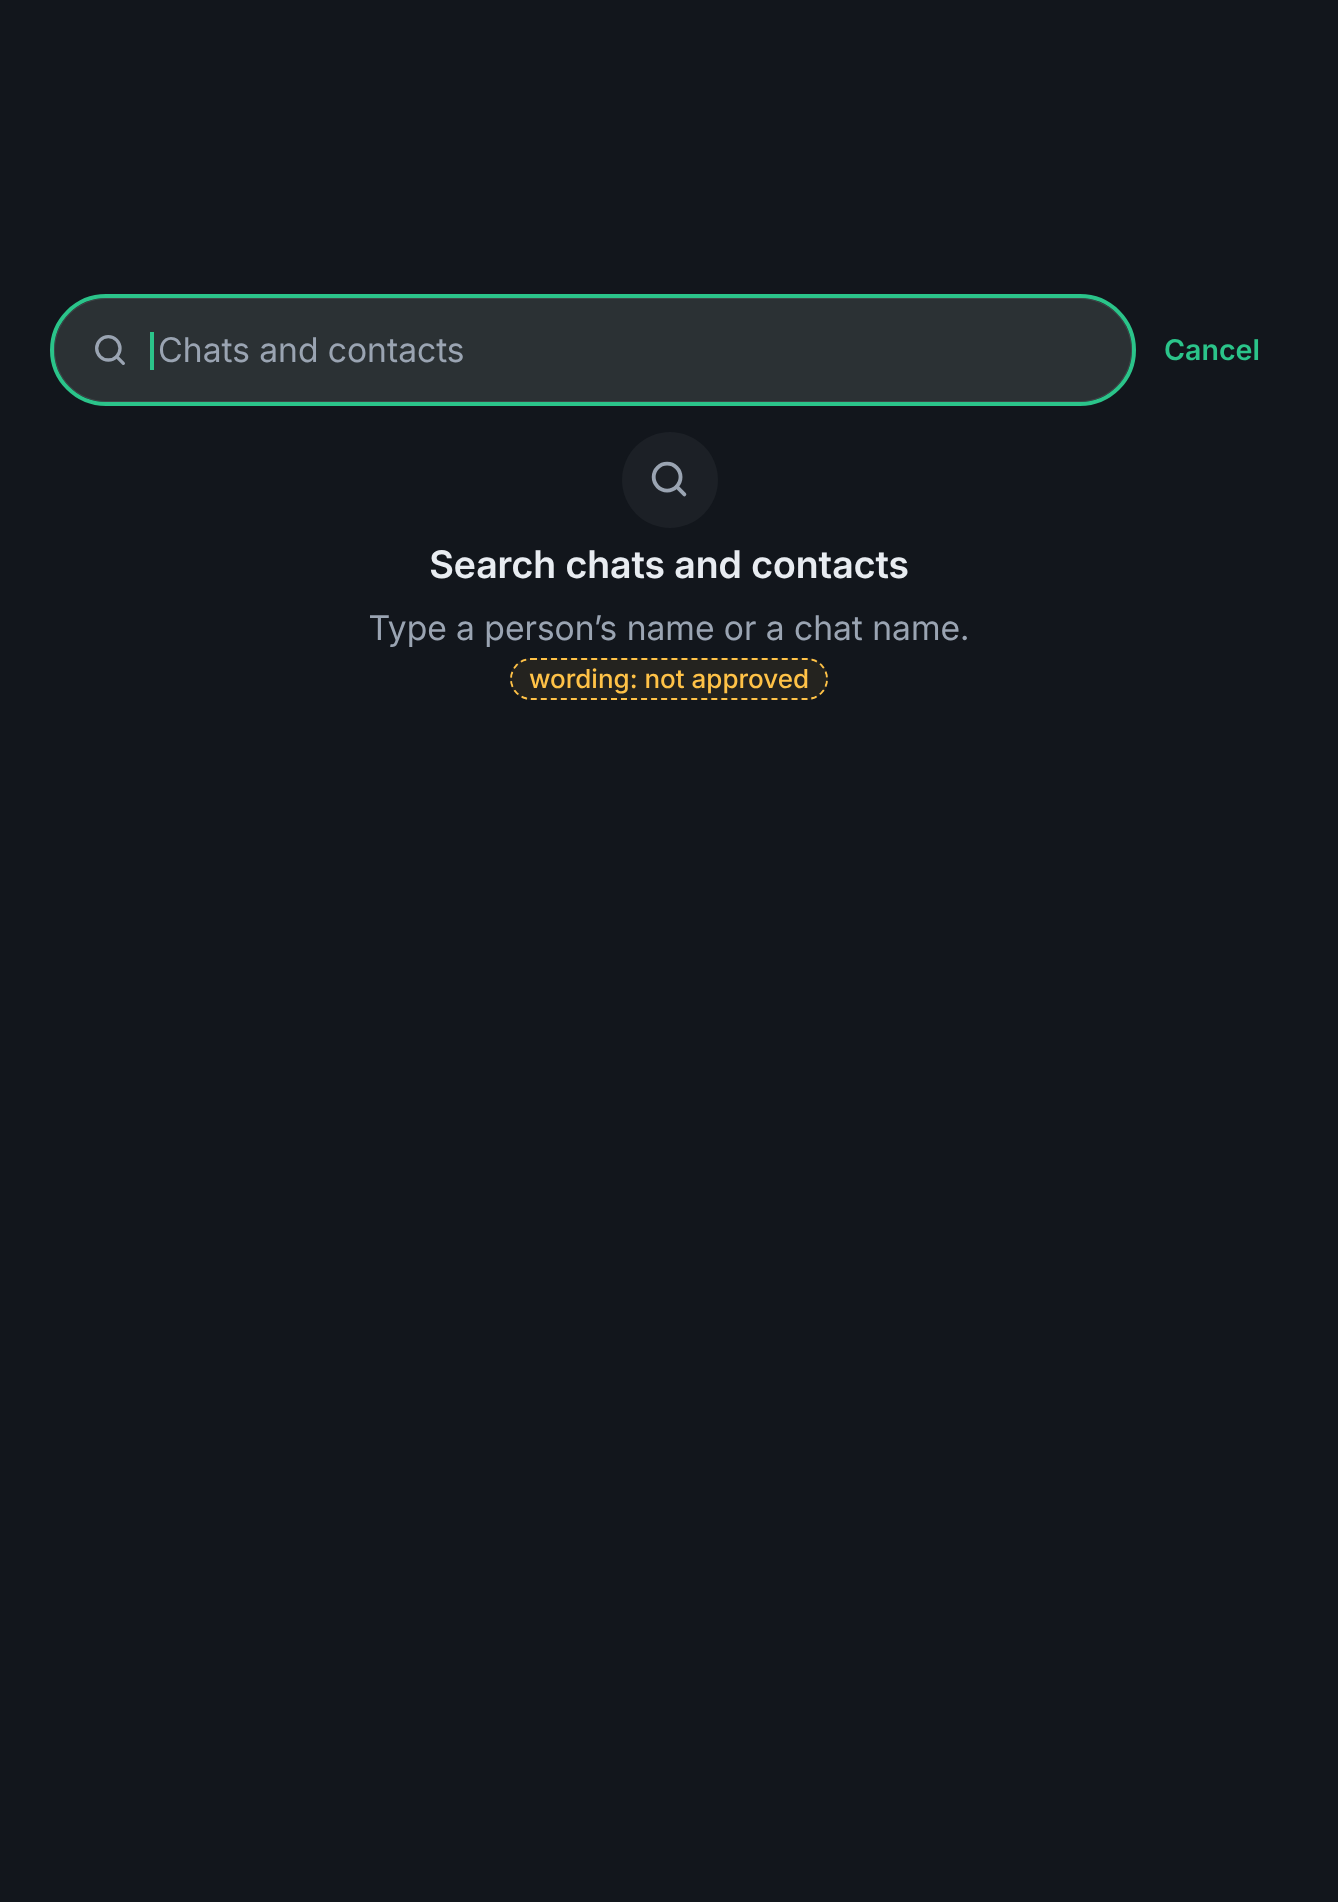 Chats and contacts
Cancel
Search chats and contacts
Type a person’s name or a chat name.
wording: not approved